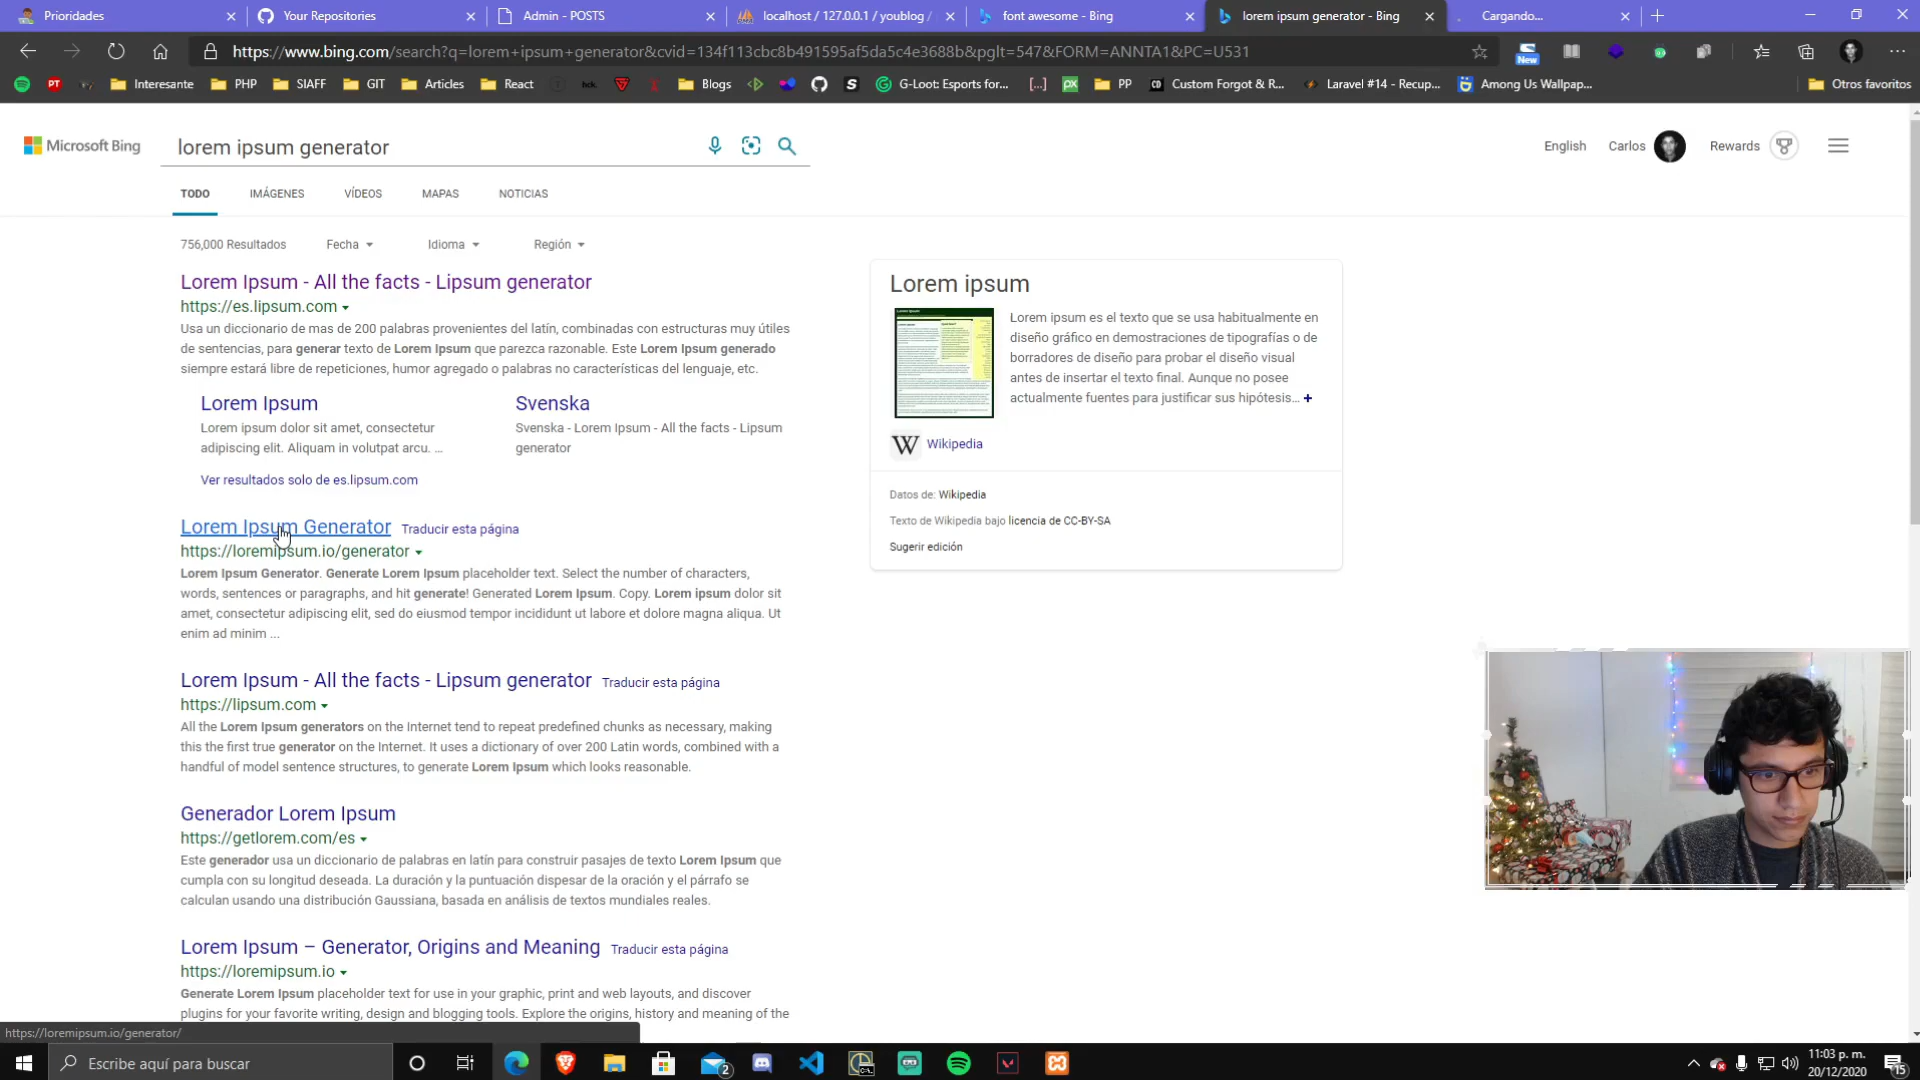 Prioridades
Your Repositories
Admin - POSTS
localhost / 127.0.0.1 / youblog /
font awesome - Bing
lorem ipsum generator - Bing
Cargando...
https://www.bing.com/search?q=lorem+ipsum+generator&cvid=134f113cbc8b491595af5da5c4e3688b&pglt=547&FORM=ANNTA1&PC=U531
New
PT
Interesante
PHP
SIAFF
GIT
Articles
React
Blogs
G-Loot: Esports for...
[...]
PX
PP
Custom Forgot & R...
Laravel #14 - Recup...
Among Us Wallpap...
Otros favoritos
Microsoft Bing
lorem ipsum generator
English
Carlos
Rewards
TODO
IMÁGENES
VÍDEOS
MAPAS
NOTICIAS
756,000 Resultados
Fecha
Idioma
Región
Lorem Ipsum - All the facts - Lipsum generator
https://es.lipsum.com
Usa un diccionario de mas de 200 palabras provenientes del latín, combinadas con estructuras muy útiles
de sentencias, para generar texto de Lorem Ipsum que parezca razonable. Este Lorem Ipsum generado
siempre estará libre de repeticiones, humor agregado o palabras no características del lenguaje, etc.
Lorem Ipsum
Lorem ipsum dolor sit amet, consectetur
adipiscing elit. Aliquam in volutpat arcu. ...
Svenska
Svenska - Lorem Ipsum - All the facts - Lipsum
generator
Ver resultados solo de es.lipsum.com
Lorem Ipsum Generator Traducir esta página
https://loremipsum.io/generator
Lorem Ipsum Generator. Generate Lorem Ipsum placeholder text. Select the number of characters,
words, sentences or paragraphs, and hit generate! Generated Lorem Ipsum. Copy. Lorem ipsum dolor sit
amet, consectetur adipiscing elit, sed do eiusmod tempor incididunt ut labore et dolore magna aliqua. Ut
enim ad minim ...
Lorem Ipsum - All the facts - Lipsum generator Traducir esta página
https://lipsum.com
All the Lorem Ipsum generators on the Internet tend to repeat predefined chunks as necessary, making
this the first true generator on the Internet. It uses a dictionary of over 200 Latin words, combined with a
handful of model sentence structures, to generate Lorem Ipsum which looks reasonable.
Generador Lorem Ipsum
https://getlorem.com/es
Este generador usa un diccionario de palabras en latín para construir pasajes de texto Lorem Ipsum que
cumpla con su longitud deseada. La duración y la puntuación dispesar de la oración y el párrafo se
calculan usando una distribución Gaussiana, basada en análisis de textos mundiales reales.
Lorem Ipsum – Generator, Origins and Meaning Traducir esta página
https://loremipsum.io
Generate Lorem Ipsum placeholder text for use in your graphic, print and web layouts, and discover
plugins for your favorite writing, design and blogging tools. Explore the origins, history and meaning of the
Lorem ipsum
Lorem ipsum es el texto que se usa habitualmente en
diseño gráfico en demostraciones de tipografías o de
borradores de diseño para probar el diseño visual
antes de insertar el texto final. Aunque no posee
actualmente fuentes para justificar sus hipótesis... +
W Wikipedia
Datos de: Wikipedia
Texto de Wikipedia bajo licencia de CC-BY-SA
Sugerir edición
https://loremipsum.io/generator/
Escribe aquí para buscar
2
11:03 p. m.
20/12/2020
15